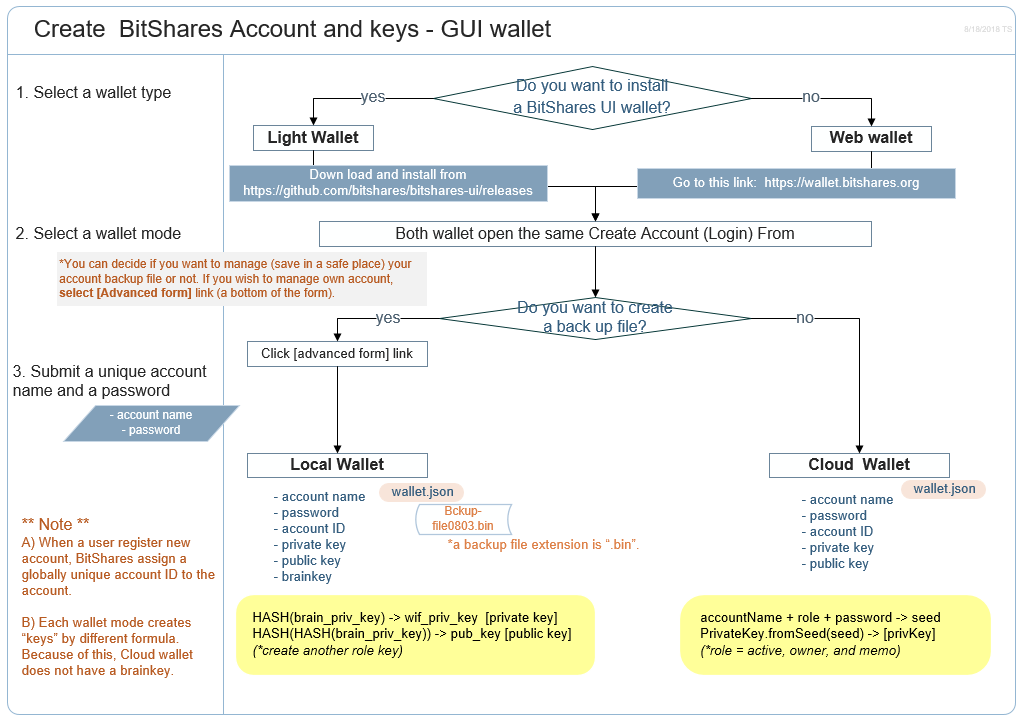 Create  BitShares Account and keys - GUI wallet
8/18/2018 TS
1. Select a wallet type
Do you want to install
a BitShares UI wallet?
yes
no
Light Wallet
Web wallet
Down load and install from
https://github.com/bitshares/bitshares-ui/releases
Go to this link:  https://wallet.bitshares.org
2. Select a wallet mode
Both wallet open the same Create Account (Login) From
*You can decide if you want to manage (save in a safe place) your
account backup file or not. If you wish to manage own account,
select [Advanced form] link (a bottom of the form).
Do you want to create
a back up file?
yes
no
Click [advanced form] link
3. Submit a unique account
name and a password
- account name
- password
Local Wallet
wallet.json
- account name
- password
- account ID
- private key
- public key
- brainkey
Bckup-
file0803.bin
*a backup file extension is “.bin”.
Cloud  Wallet
wallet.json
- account name
- password
- account ID
- private key
- public key
** Note **
A) When a user register new
account, BitShares assign a
globally unique account ID to the
account.
B) Each wallet mode creates
“keys” by different formula.
Because of this, Cloud wallet
does not have a brainkey.
HASH(brain_priv_key) -> wif_priv_key  [private key]
HASH(HASH(brain_priv_key)) -> pub_key [public key]
(*create another role key)
accountName + role + password -> seed
PrivateKey.fromSeed(seed) -> [privKey]
(*role = active, owner, and memo)